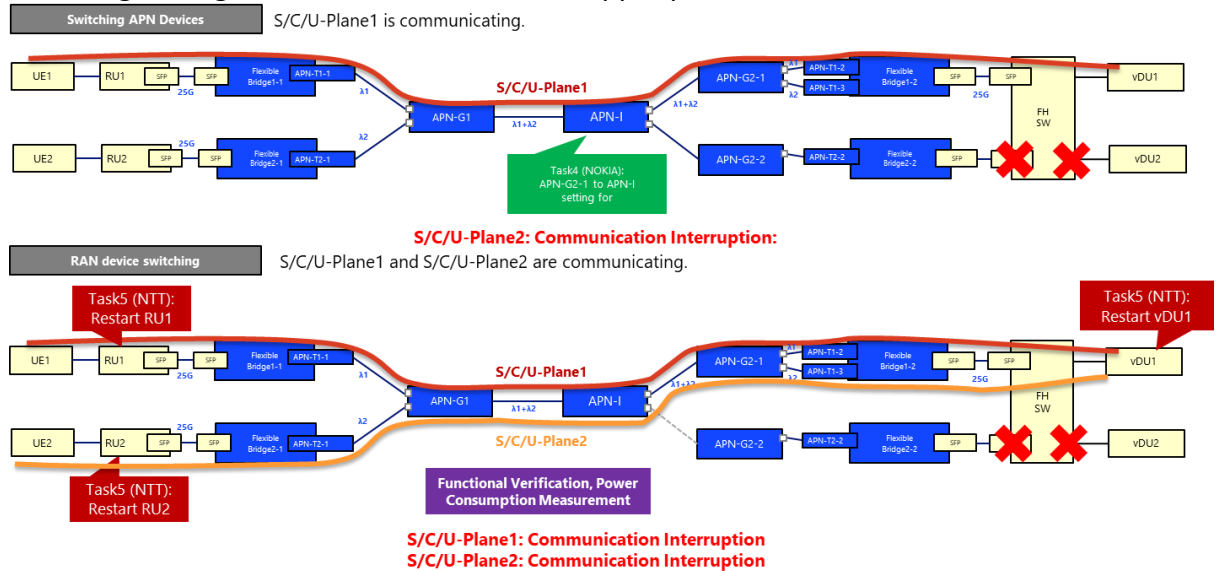 Switching APN Devices
S/C/U-Plane1 is communicating.
UE1
RU1
SFP
SFP
25G
Flexible
Bridge1-1
APN-T1-1
λ1
S/C/U-Plane1
APN-G1
λ1+λ2
APN-I
λ1+λ2
APN-G2-1
λ1
λ2
APN-T1-2
APN-T1-3
Flexible
Bridge1-2
SFP
SFP
25G
FH
SW
vDU1
UE2
RU2
SFP
25G
SFP
Flexible
Bridge2-1
APN-T2-1
λ2
APN-G2-2
APN-T2-2
Flexible
Bridge2-2
SFP
vDU2
Task4 (NOKIA):
APN-G2-1 to APN-I
setting for
S/C/U-Plane2: Communication Interruption:
RAN device switching
S/C/U-Plane1 and S/C/U-Plane2 are communicating.
Task5 (NTT):
Restart RU1
Task5 (NTT):
Restart vDU1
UE1
RU1
SFP
SFP
25G
Flexible
Bridge1-1
APN-T1-1
λ1
S/C/U-Plane1
APN-G1
λ1+λ2
APN-I
λ1+λ2
APN-G2-1
λ1
λ2
APN-T1-2
APN-T1-3
Flexible
Bridge1-2
SFP
SFP
25G
FH
SW
vDU1
UE2
RU2
SFP
25G
SFP
Flexible
Bridge2-1
APN-T2-1
λ2
S/C/U-Plane2
APN-G2-2
APN-T2-2
Flexible
Bridge2-2
SFP
vDU2
Task5 (NTT):
Restart RU2
Functional Verification, Power
Consumption Measurement
S/C/U-Plane1: Communication Interruption
S/C/U-Plane2: Communication Interruption